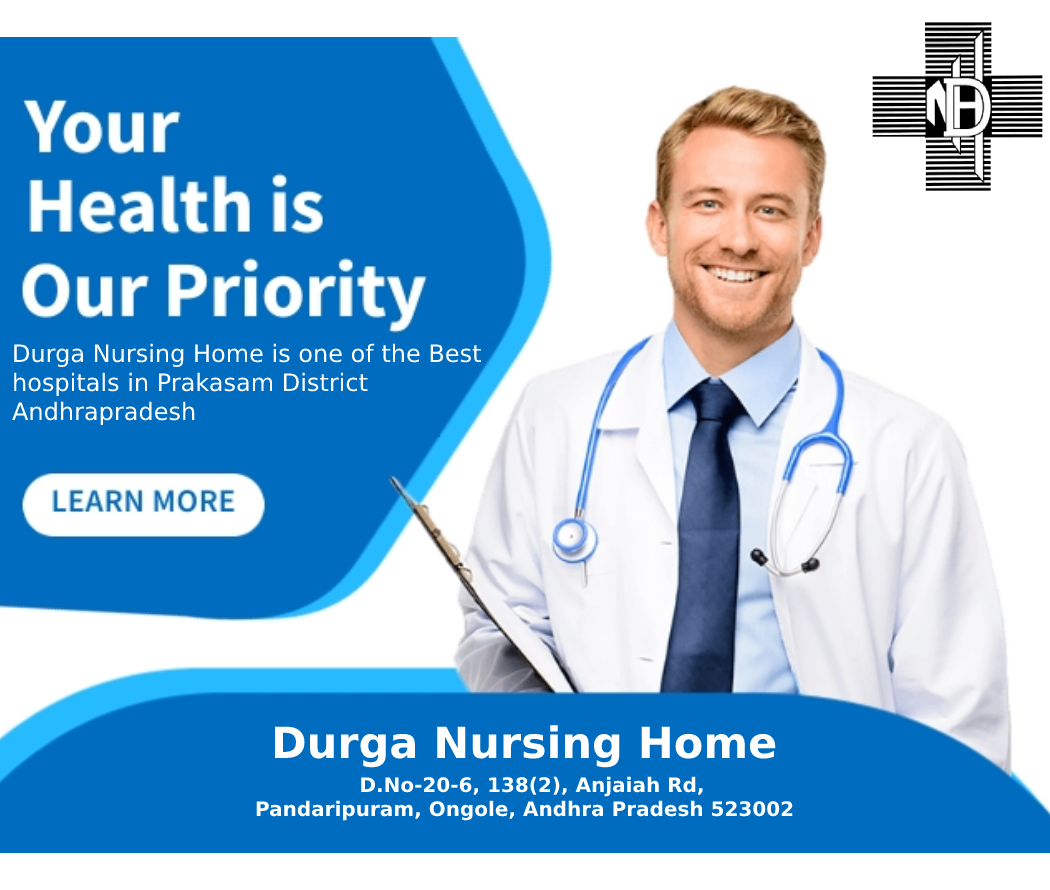 Your
Health is
Our Priority
Durga Nursing Home is one of the Best
hospitals in Prakasam District
Andhrapradesh
LEARN MORE
NDH
Durga Nursing Home
D.No-20-6, 138(2), Anjaiah Rd,
Pandaripuram, Ongole, Andhra Pradesh 523002